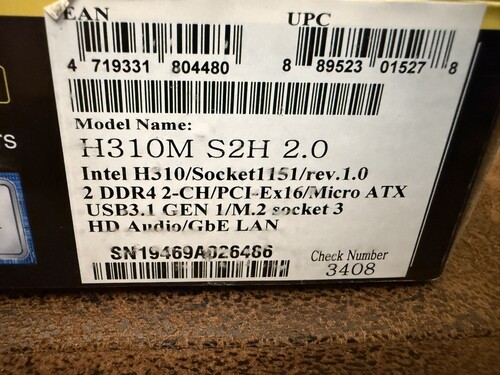 EAN
UPC
4 719331 804480
8 89523 01527 8
Model Name:
H310M S2H 2.0
Intel H310/Socket1151/rev.1.0
2 DDR4 2-CH/PCI-Ex16/Micro ATX
USB3.1 GEN 1/M.2 socket 3
HD Audio/GbE LAN
SN19469A026486
Check Number
3408